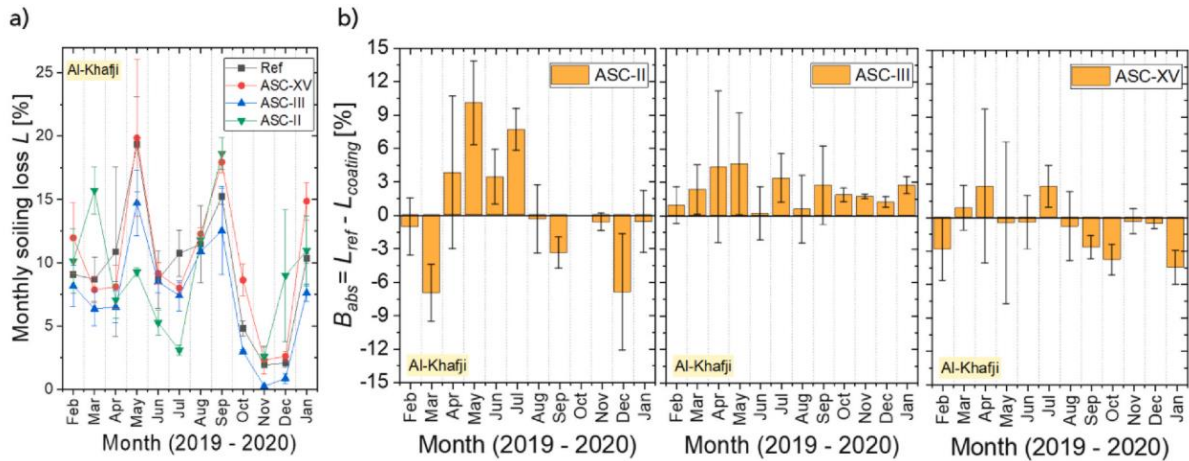 a)
Al-Khafji
Ref
ASC-XV
ASC-III
ASC-II
25
20
15
10
5
0
Monthly soiling loss L [%]
Feb Mar Apr May Jun Jul Aug Sep Oct Nov Dec Jan
Month (2019 - 2020)
b)
ASC-II
15
12
9
6
3
0
-3
-6
-9
-12
-15
Babs = Lref - Lcoating [%]
Al-Khafji
Feb Mar Apr May Jun Jul Aug Sep Oct Nov Dec Jan
Month (2019 - 2020)
ASC-III
Al-Khafji
Feb Mar Apr May Jun Jul Aug Sep Oct Nov Dec Jan
Month (2019 - 2020)
ASC-XV
Al-Khafji
Feb Mar Apr May Jun Jul Aug Sep Oct Nov Dec Jan
Month (2019 - 2020)